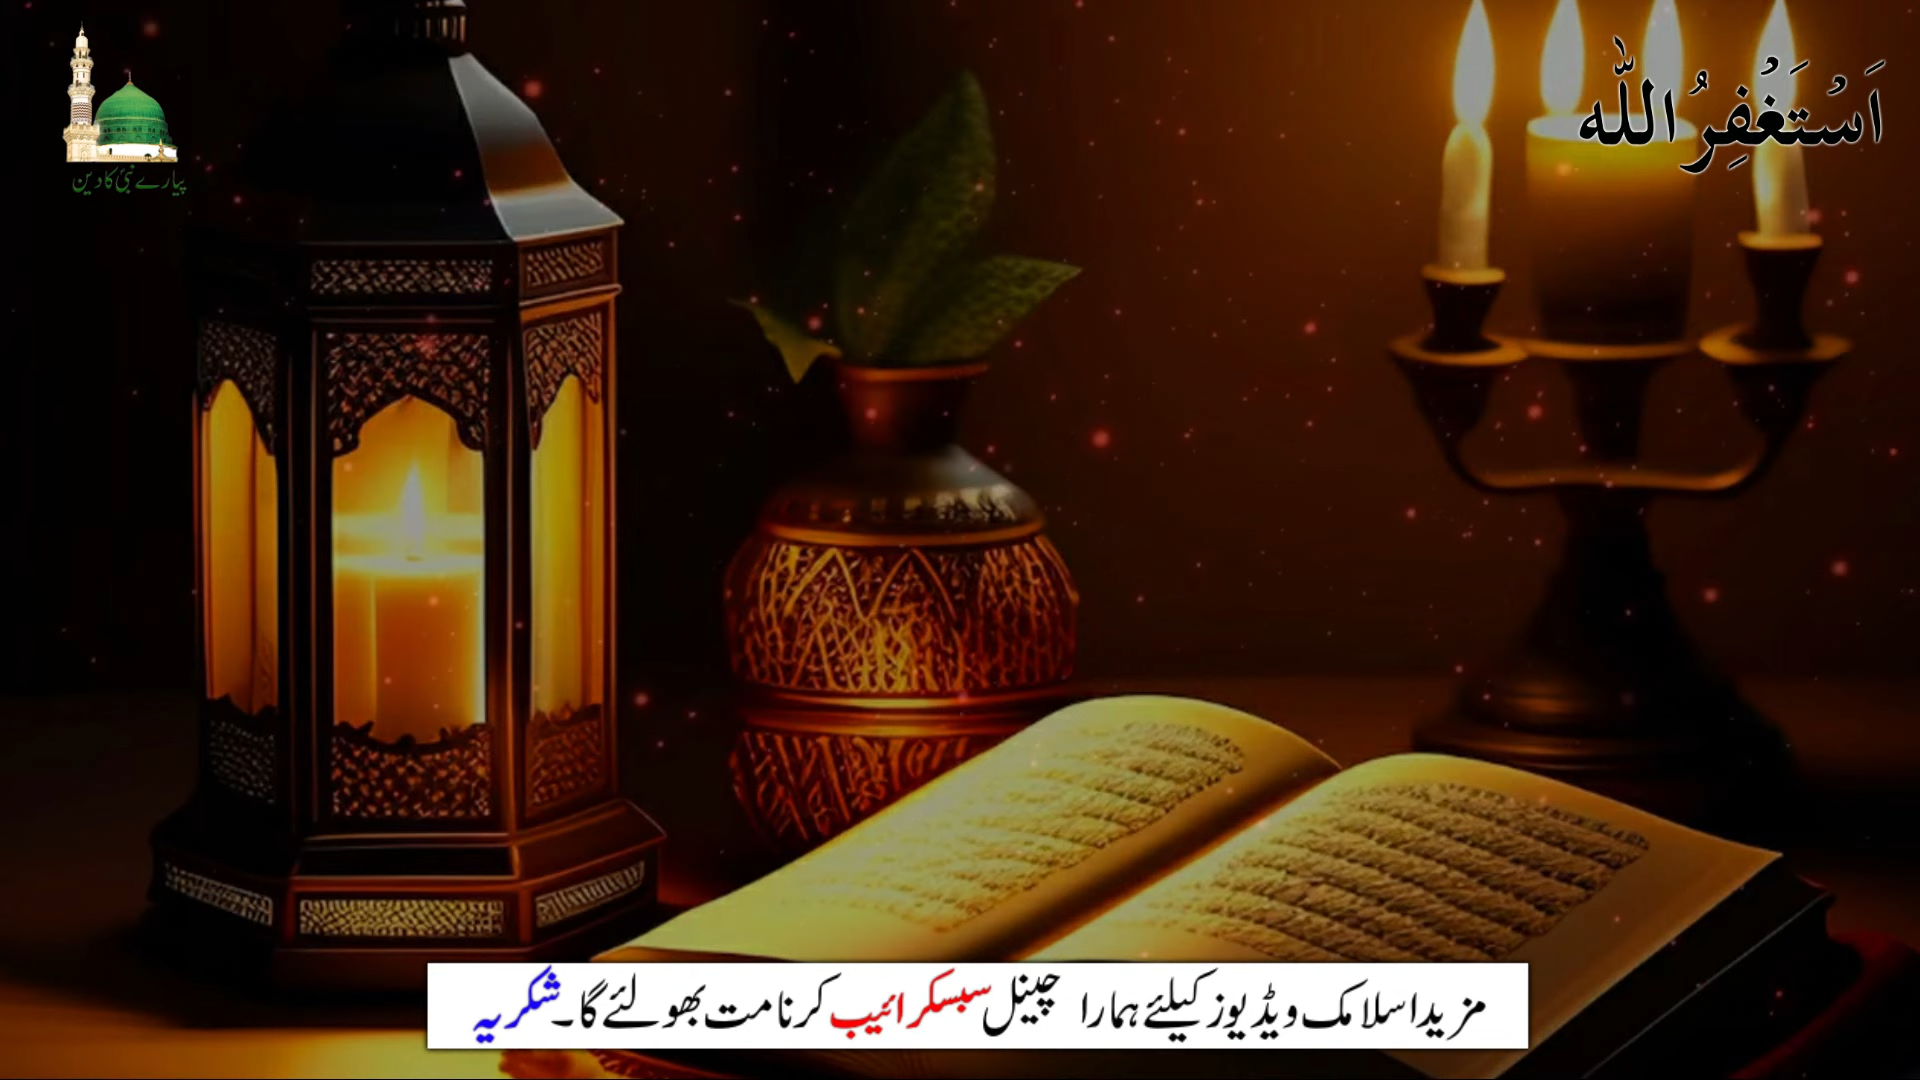 اَسْتَغْفِرُاللّٰه
پیارے نبیؐ کا دین
مزید اسلامک ویڈیوز کیلئے ہمارا چینل سبسکرائیب کرنا مت بھولئے گا۔ شکریہ